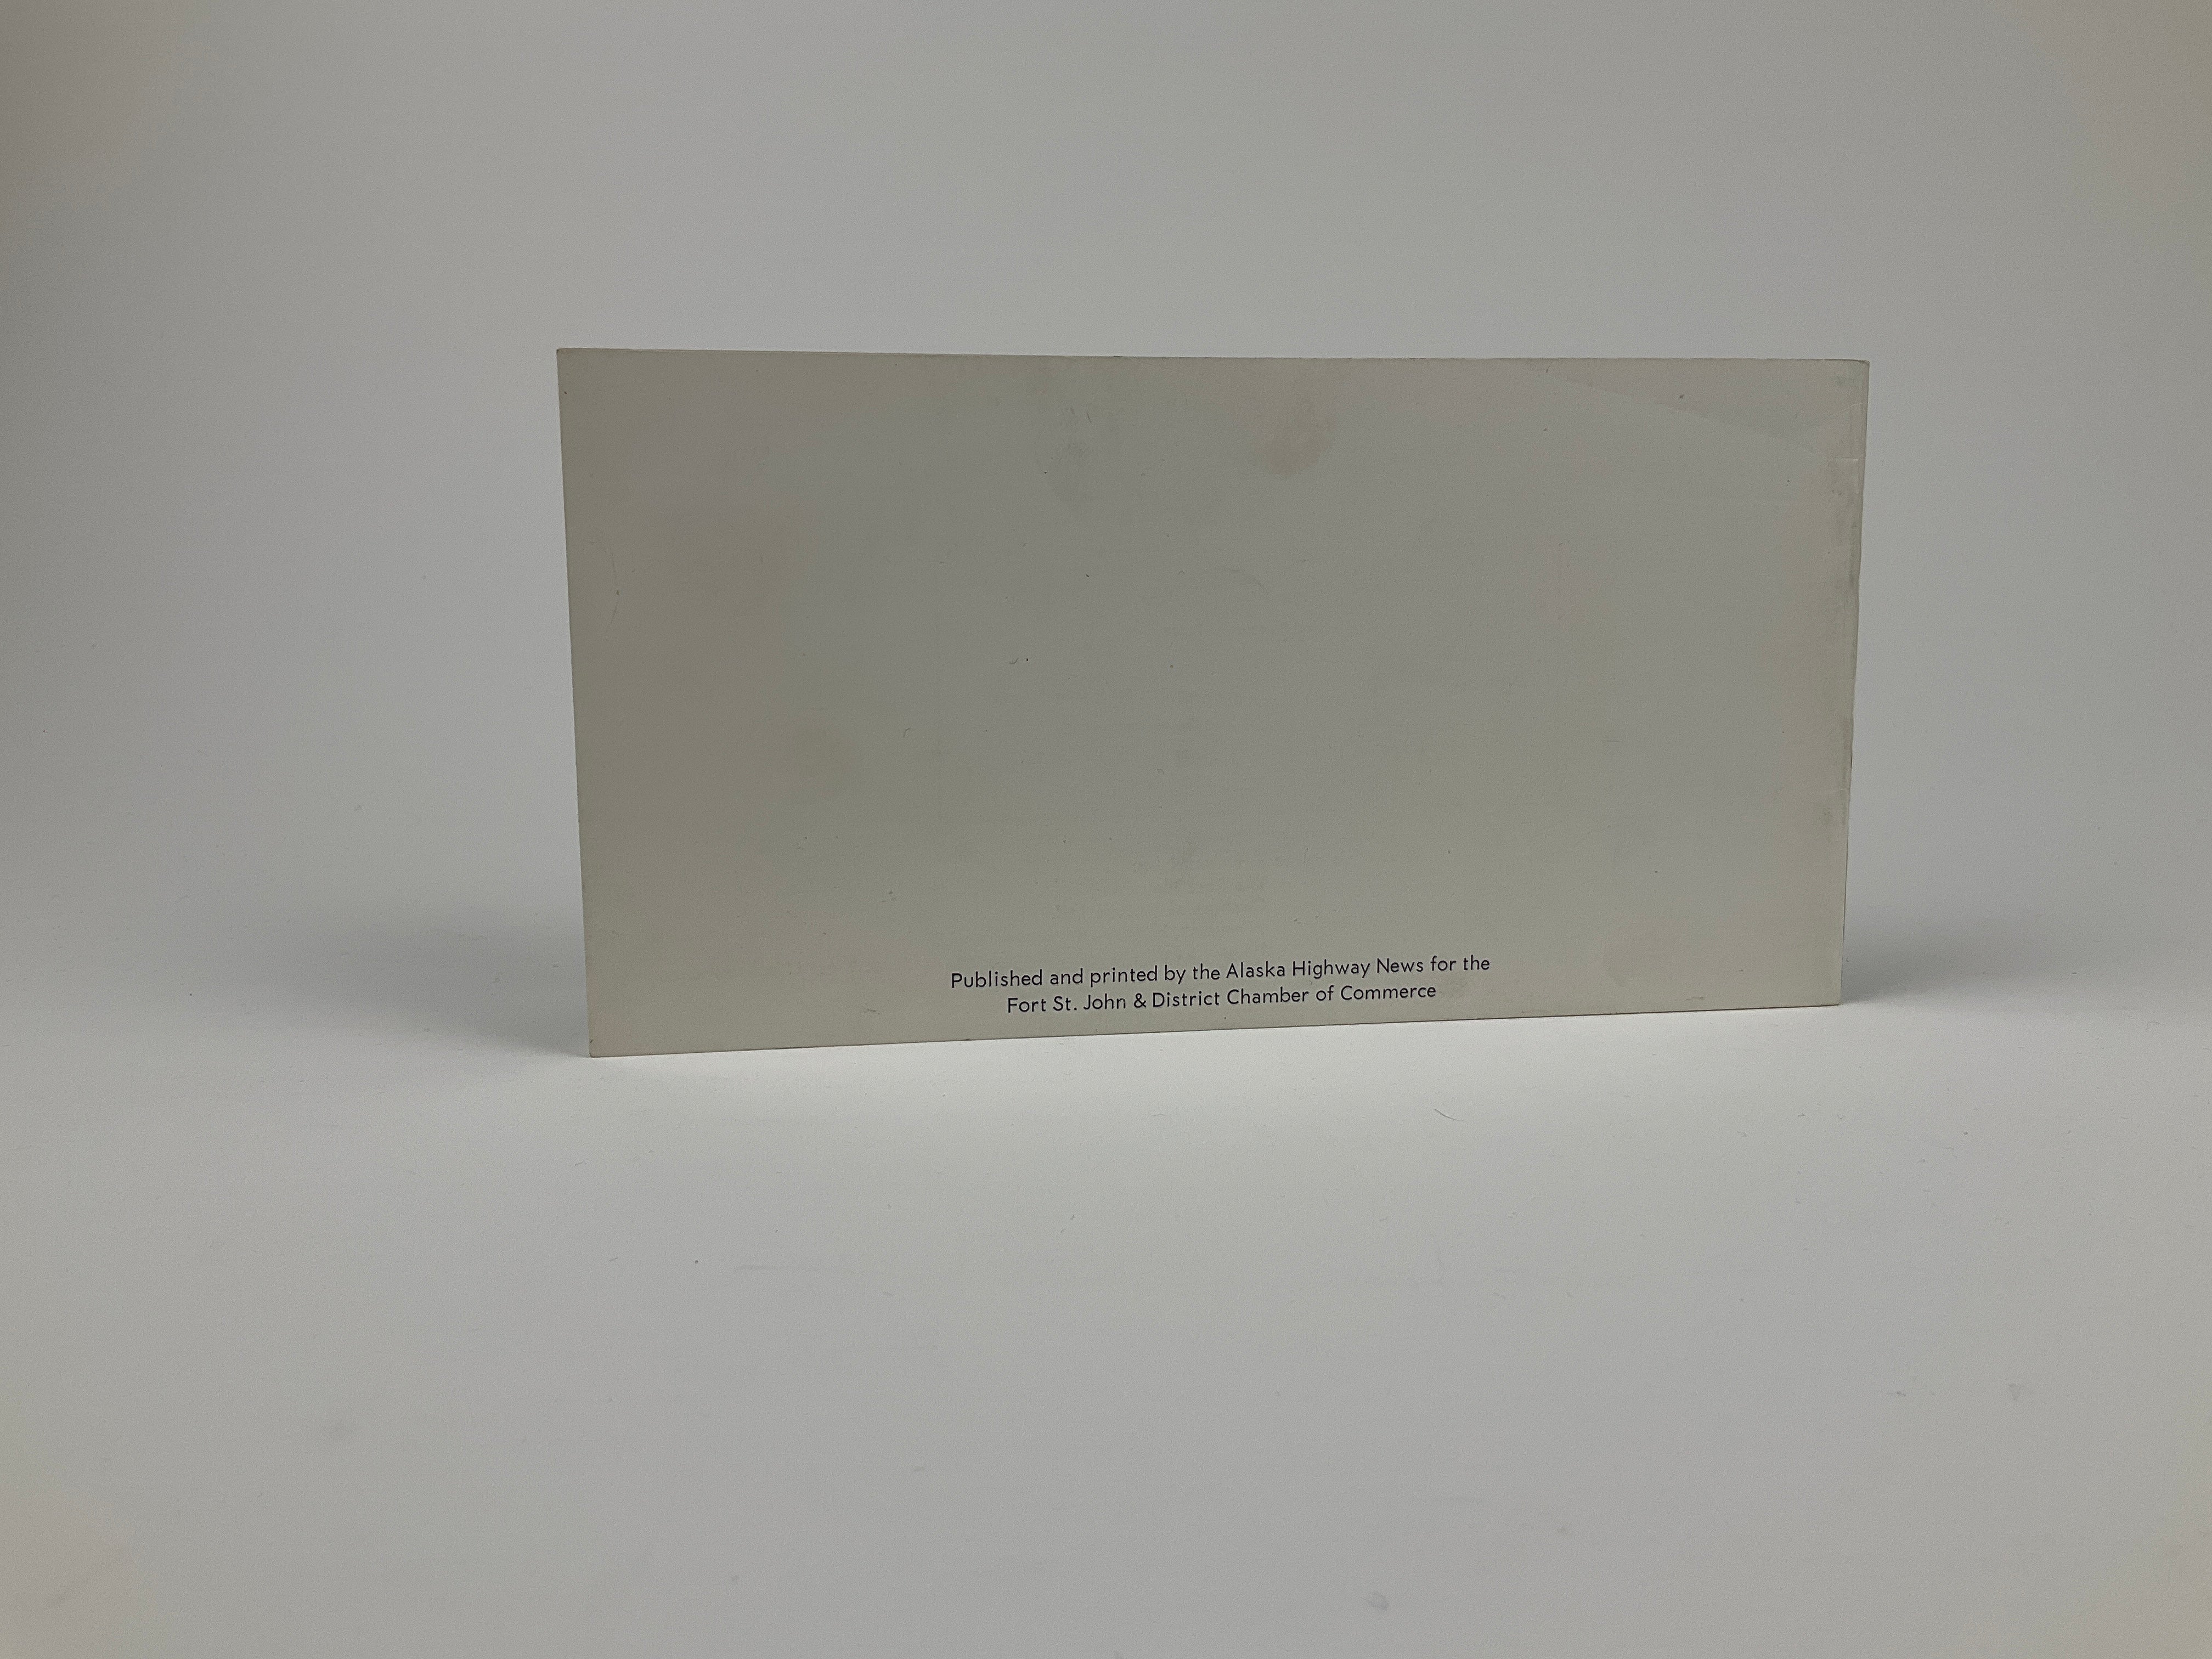 Published and printed by the Alaska Highway News for the
Fort St. John & District Chamber of Commerce